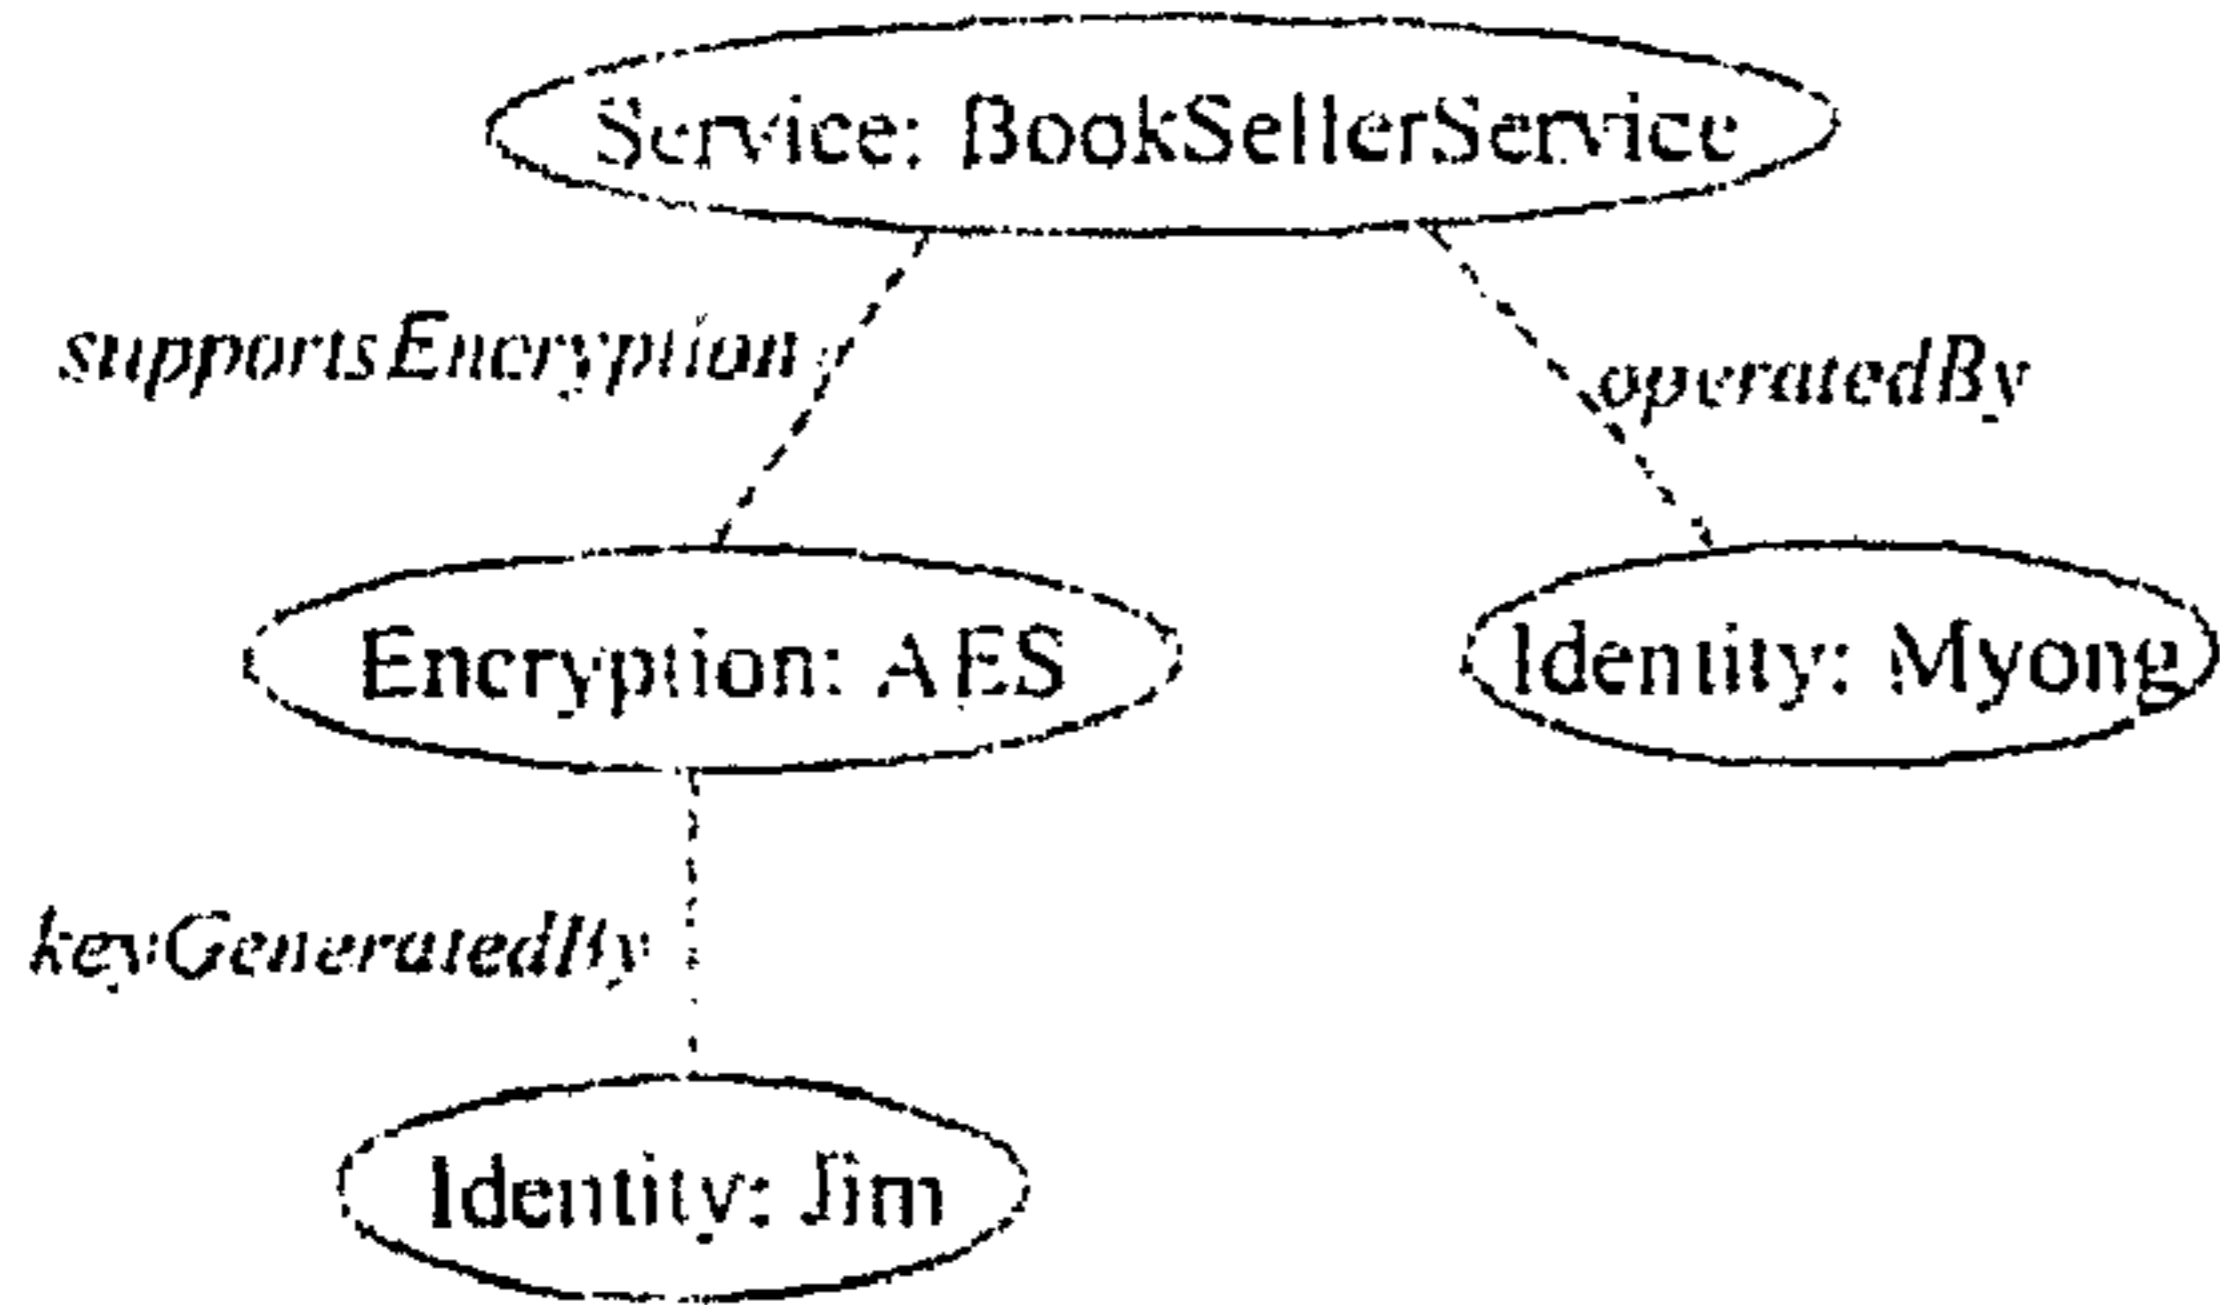 Service: BookSellerService
supportsEncryption
operatedBy
Encryption: AES
Identity: Myong
keyGeneratedBy
Identity: Jim